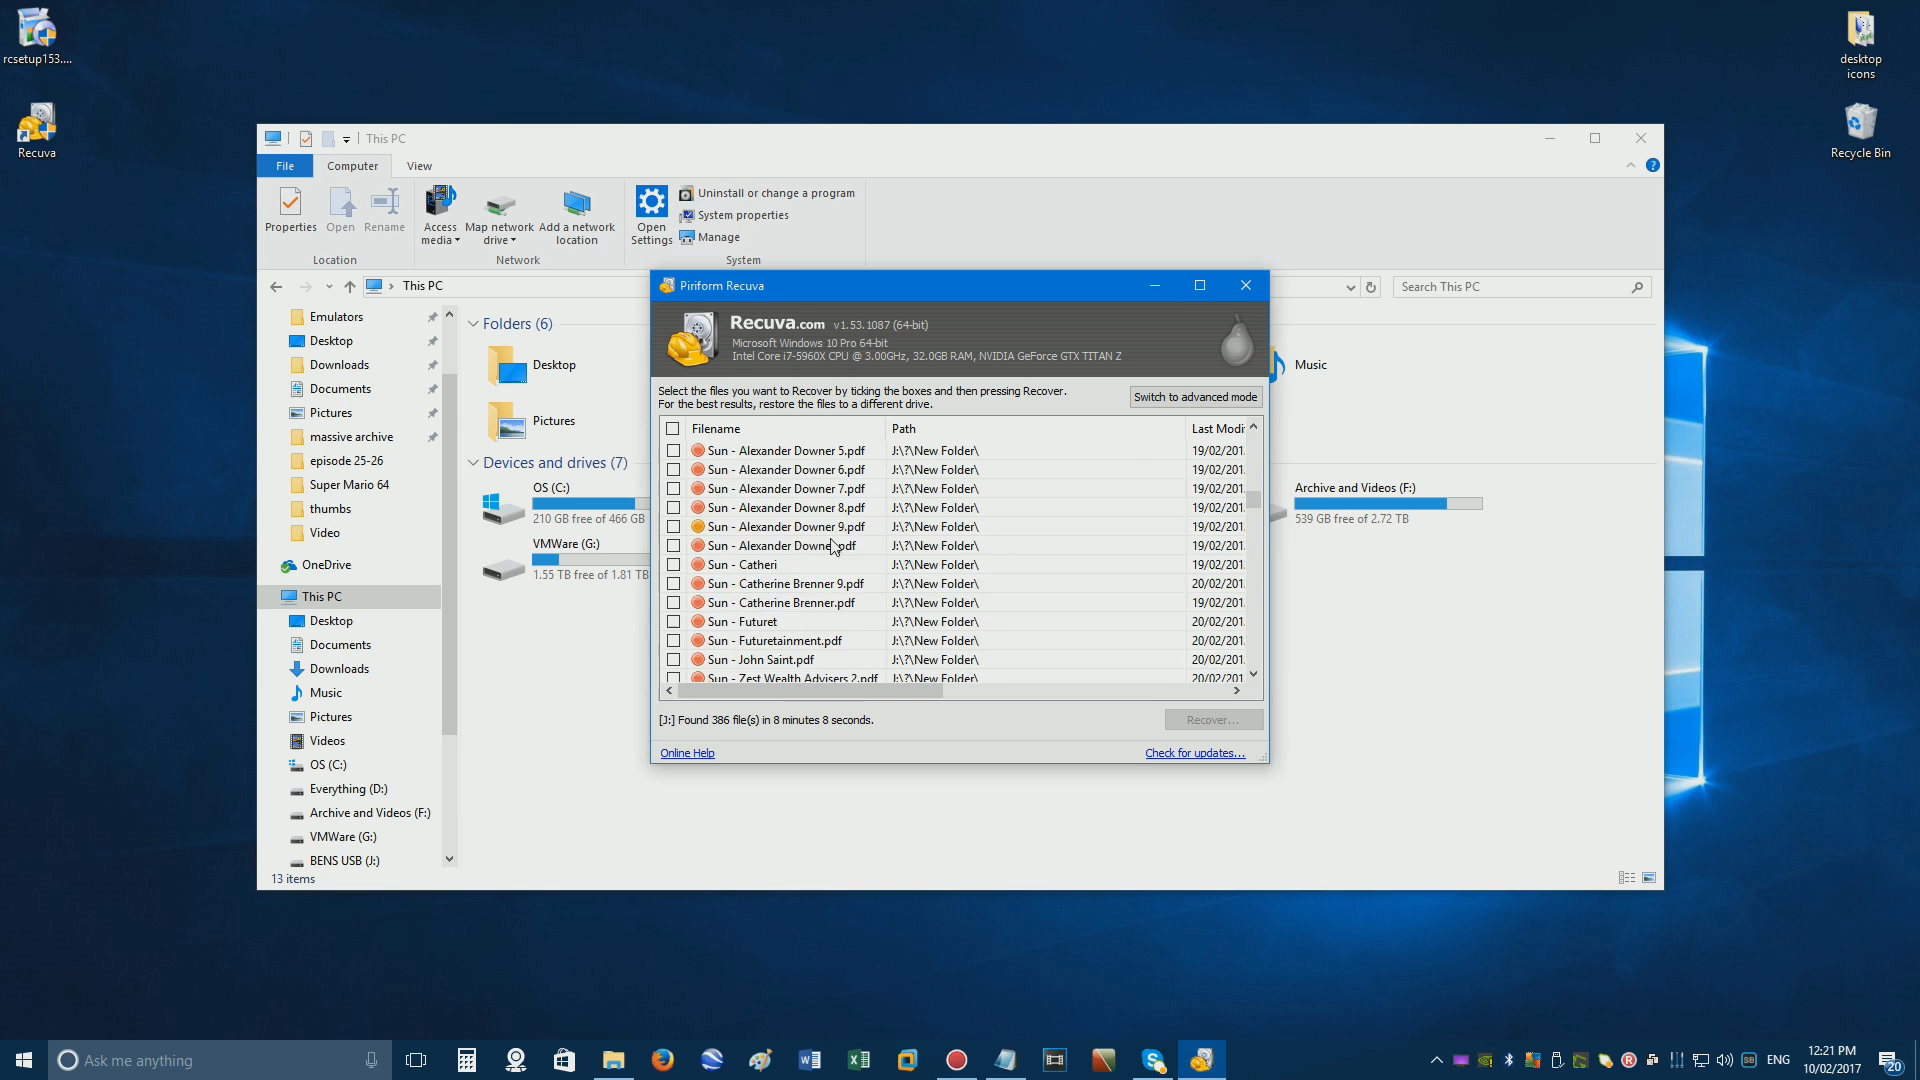 rcsetup153....
Recuva
desktop
icons
Recycle Bin
This PC
File
Computer
View
Properties
Open
Rename
Access
media
Map network
drive
Add a network
location
Open
Settings
Uninstall or change a program
System properties
Manage
Location
Network
System
This PC
Search This PC
Emulators
Desktop
Downloads
Documents
Pictures
massive archive
episode 25-26
Super Mario 64
thumbs
Video
OneDrive
This PC
Desktop
Documents
Downloads
Music
Pictures
Videos
OS (C:)
Everything (D:)
Archive and Videos (F:)
VMWare (G:)
BENS USB (J:)
13 items
Folders (6)
Desktop
Pictures
Music
Devices and drives (7)
OS (C:)
210 GB free of 466 GB
VMWare (G:)
1.55 TB free of 1.81 TB
Archive and Videos (F:)
539 GB free of 2.72 TB
Piriform Recuva
Recuva.com v1.53.1087 (64-bit)
Microsoft Windows 10 Pro 64-bit
Intel Core i7-5960X CPU @ 3.00GHz, 32.0GB RAM, NVIDIA GeForce GTX TITAN Z
Select the files you want to Recover by ticking the boxes and then pressing Recover.
For the best results, restore the files to a different drive.
Switch to advanced mode
Filename Path Last Modif
Sun - Alexander Downer 5.pdf J:\?\New Folder\ 19/02/201
Sun - Alexander Downer 6.pdf J:\?\New Folder\ 19/02/201
Sun - Alexander Downer 7.pdf J:\?\New Folder\ 19/02/201
Sun - Alexander Downer 8.pdf J:\?\New Folder\ 19/02/201
Sun - Alexander Downer 9.pdf J:\?\New Folder\ 19/02/201
Sun - Alexander Downe pdf J:\?\New Folder\ 19/02/201
Sun - Catheri J:\?\New Folder\ 19/02/201
Sun - Catherine Brenner 9.pdf J:\?\New Folder\ 20/02/201
Sun - Catherine Brenner.pdf J:\?\New Folder\ 19/02/201
Sun - Futuret J:\?\New Folder\ 20/02/201
Sun - Futuretainment.pdf J:\?\New Folder\ 20/02/201
Sun - John Saint.pdf J:\?\New Folder\ 20/02/201
Sun - Zest Wealth Advisers 2.pdf J:\?\New Folder\ 20/02/201
[J:] Found 386 file(s) in 8 minutes 8 seconds.
Recover...
Online Help
Check for updates...
Ask me anything
ENG
12:21 PM
10/02/2017
20